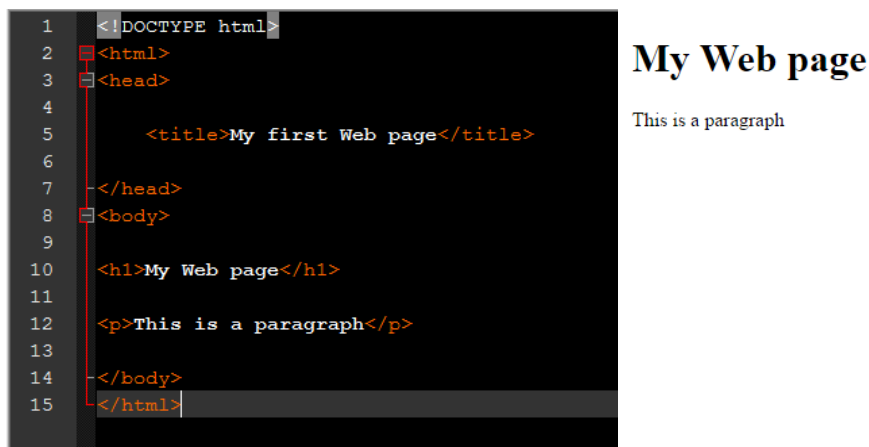 1 <!DOCTYPE html>
2 <html>
3 <head>
4
5 <title>My first Web page</title>
6
7 </head>
8 <body>
9
10 <h1>My Web page</h1>
11
12 <p>This is a paragraph</p>
13
14 </body>
15 </html>
My Web page
This is a paragraph